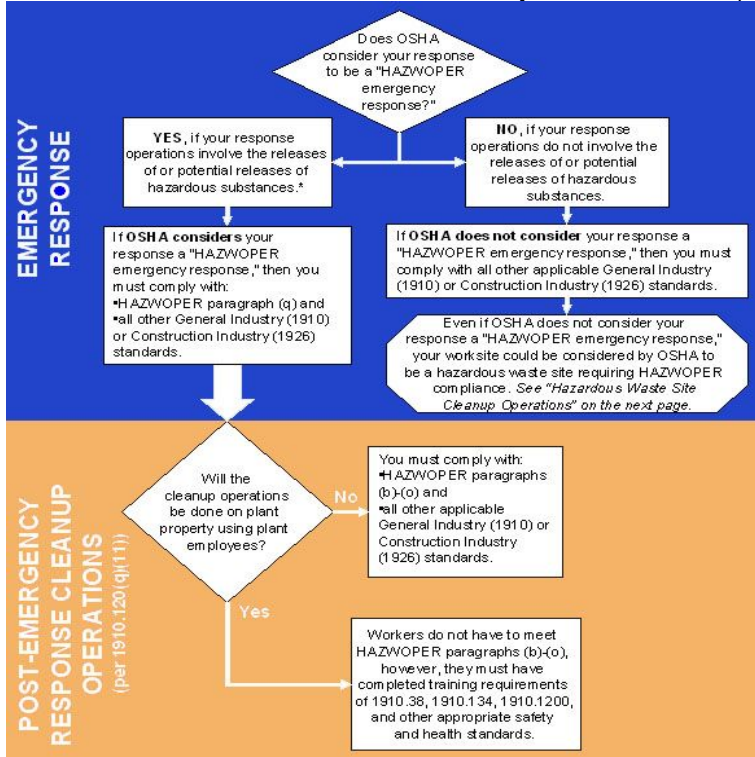 Does OSHA
consider your response
to be a "HAZWOPER
emergency
response?"
EMERGENCY
RESPONSE
YES, if your response
operations involve the releases
of or potential releases of
hazardous substances.*
NO, if your response
operations do not involve the
releases of or potential
releases of hazardous
substances.
If OSHA considers your
response a "HAZWOPER
emergency response," then you
must comply with:
•HAZWOPER paragraph (q) and
•all other General Industry (1910)
or Construction Industry (1926)
standards.
If OSHA does not consider your response a
"HAZWOPER emergency response," then you must
comply with all other applicable General Industry
(1910) or Construction Industry (1926) standards.
Even if OSHA does not consider your
response a "HAZWOPER emergency response,"
your worksite could be considered by OSHA to
be a hazardous waste site requiring HAZWOPER
compliance. See "Hazardous Waste Site
Cleanup Operations" on the next page.
POST-EMERGENCY
RESPONSE CLEANUP
OPERATIONS
(per 1910.120(q)(11))
Will the
cleanup operations
be done on plant
property using plant
employees?
No
You must comply with:
•HAZWOPER paragraphs
(b)-(o) and
•all other applicable
General Industry (1910) or
Construction Industry
(1926) standards.
Yes
Workers do not have to meet
HAZWOPER paragraphs (b)-(o),
however, they must have
completed training requirements
of 1910.38, 1910.134, 1910.1200,
and other appropriate safety
and health standards.